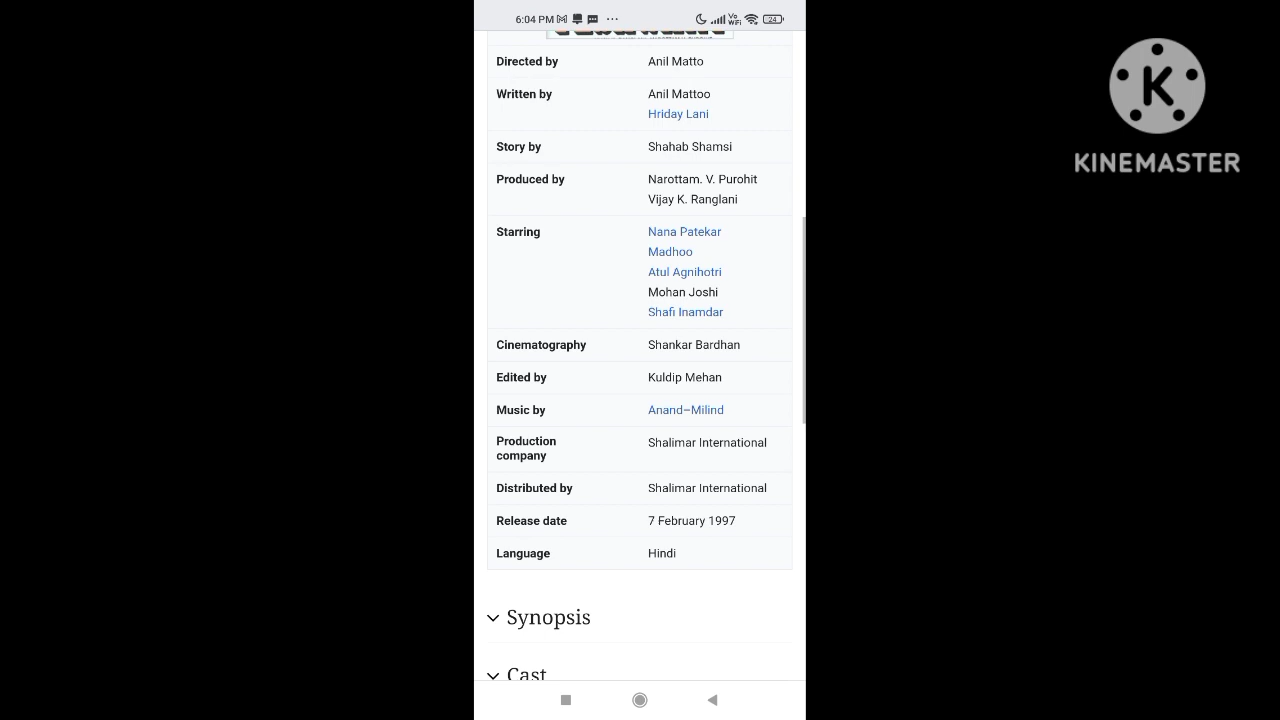 6:04 PM
Vo
WiFi
24
Directed by
Anil Matto
Written by
Anil Mattoo
Hriday Lani
Story by
Shahab Shamsi
Produced by
Narottam. V. Purohit
Vijay K. Ranglani
Starring
Nana Patekar
Madhoo
Atul Agnihotri
Mohan Joshi
Shafi Inamdar
Cinematography
Shankar Bardhan
Edited by
Kuldip Mehan
Music by
Anand–Milind
Production
company
Shalimar International
Distributed by
Shalimar International
Release date
7 February 1997
Language
Hindi
Synopsis
Cast
K
KINEMASTER